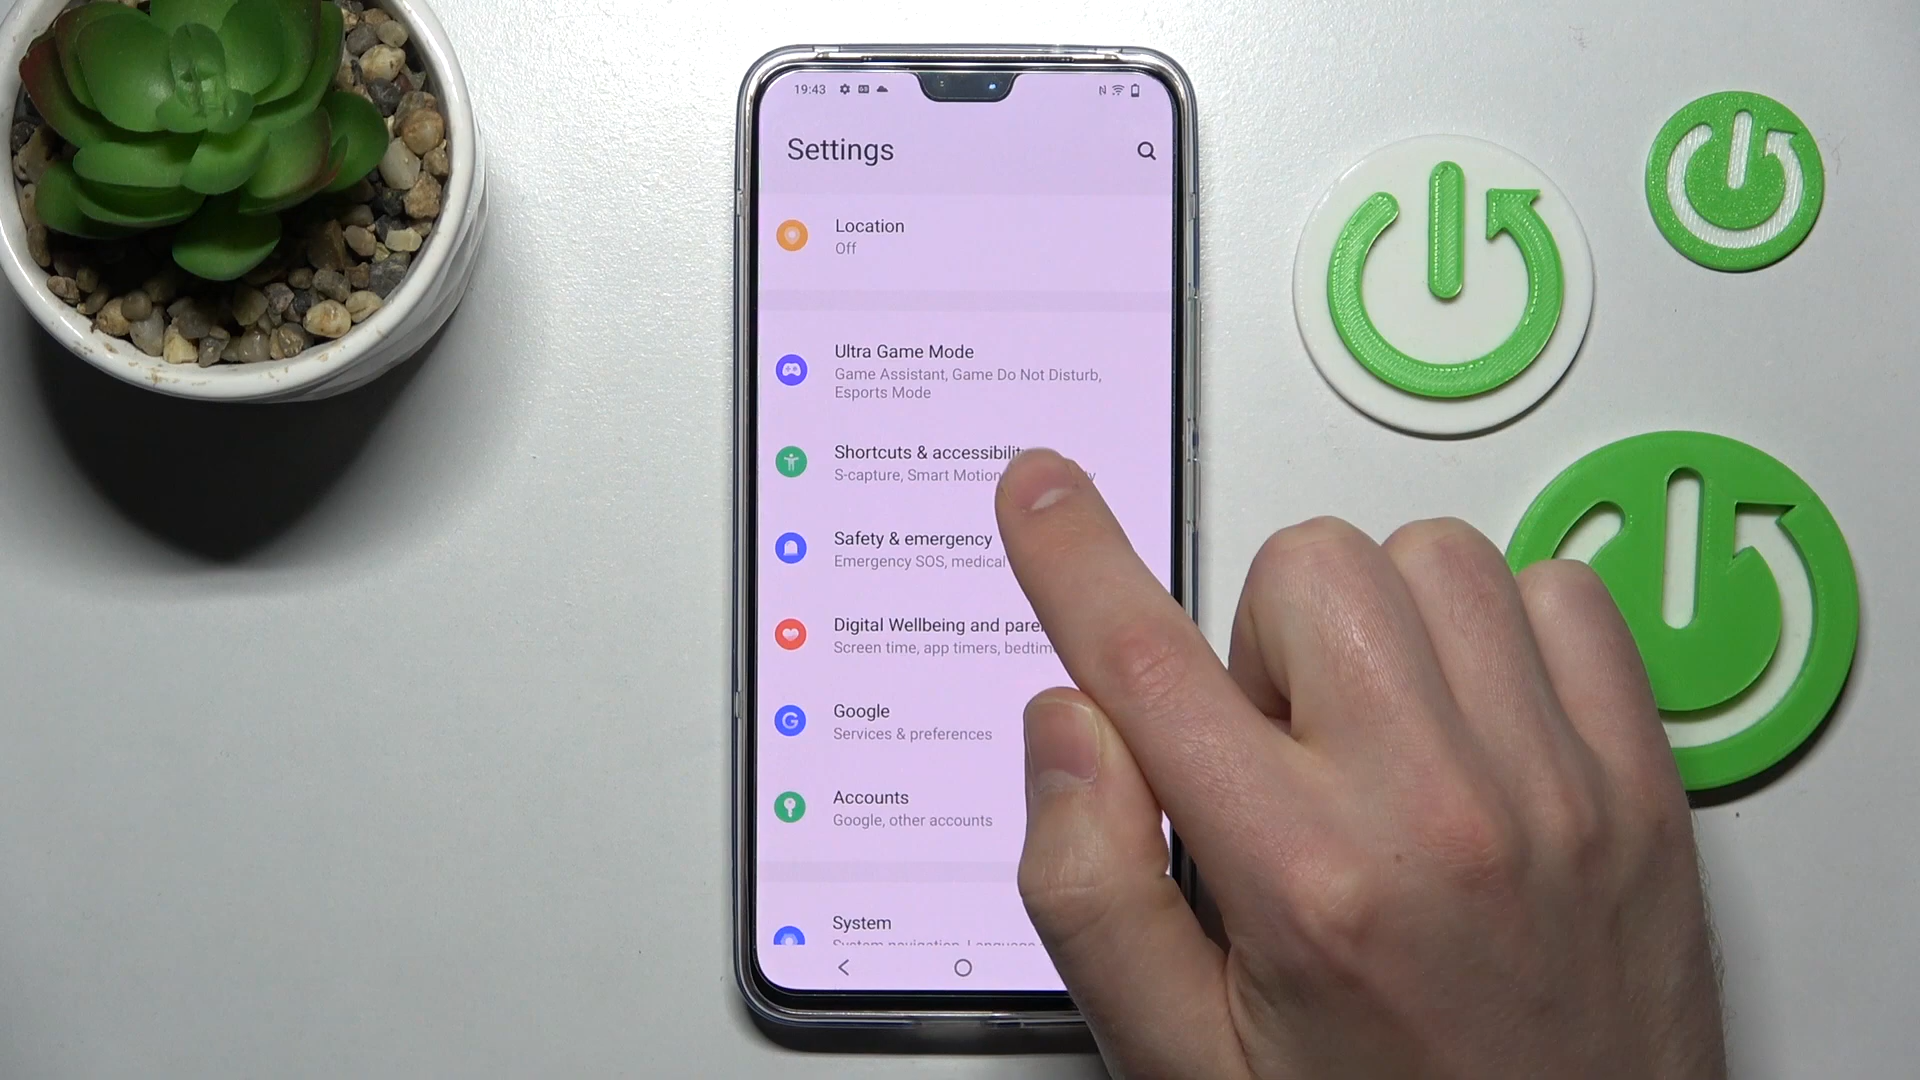 19:43
Settings
Location
Off
Ultra Game Mode
Game Assistant, Game Do Not Disturb,
Esports Mode
Shortcuts & accessibility
S-capture, Smart Motion
Safety & emergency
Emergency SOS, medical
Digital Wellbeing and pare
Screen time, app timers, bedtim
Google
Services & preferences
Accounts
Google, other accounts
System
System navigation, Language